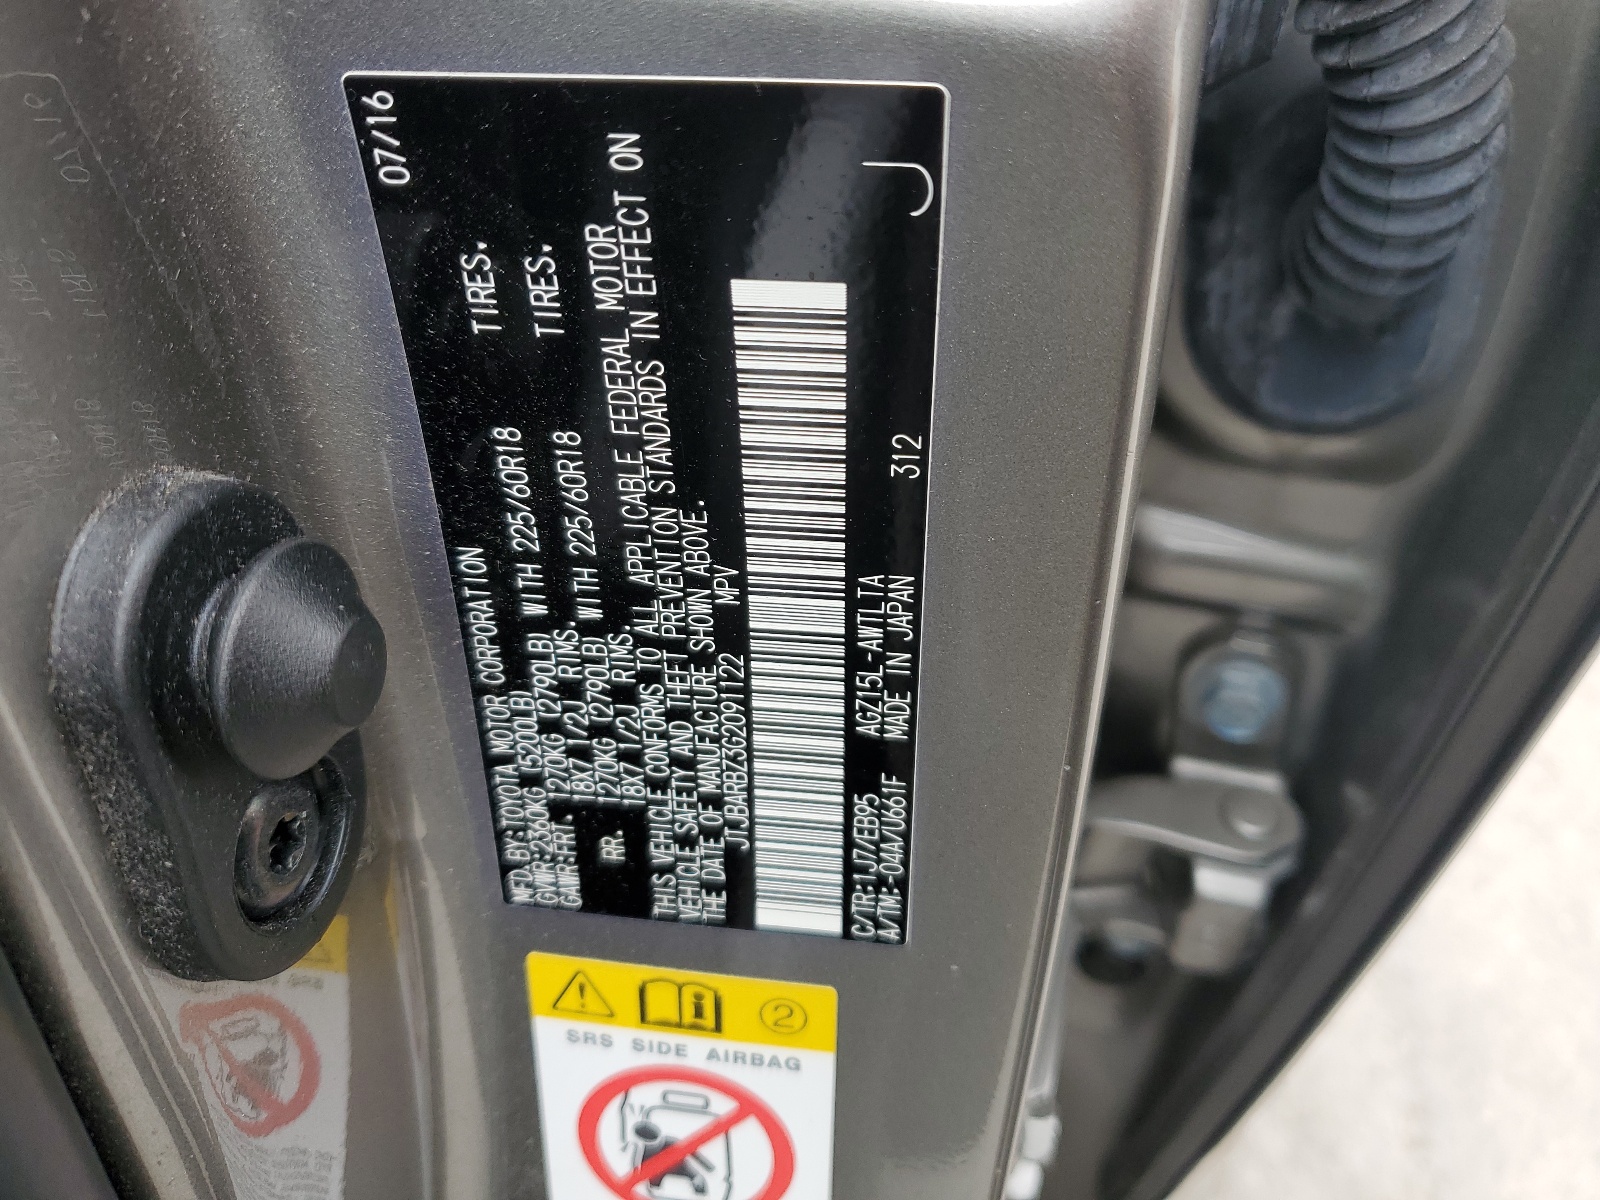 MFD.BY:TOYOTA MOTOR CORPORATION 07/16
GVWR:2360KG (5200LB)
GAWR:FRT. 1270KG (2790LB) WITH 225/60R18 TIRES.
18X7 1/2J RIMS.
RR. 1270KG (2790LB) WITH 225/60R18 TIRES.
18X7 1/2J RIMS.
THIS VEHICLE CONFORMS TO ALL APPLICABLE FEDERAL MOTOR
VEHICLE SAFETY AND THEFT PREVENTION STANDARDS IN EFFECT ON
THE DATE OF MANUFACTURE SHOWN ABOVE.
JTJBARBZ3G2091122 MPV
C/TR:1J7/EB95 AGZ15L-AWTLTA
A/TM:-04A/U661F MADE IN JAPAN 312 J
i 2
SRS SIDE AIRBAG